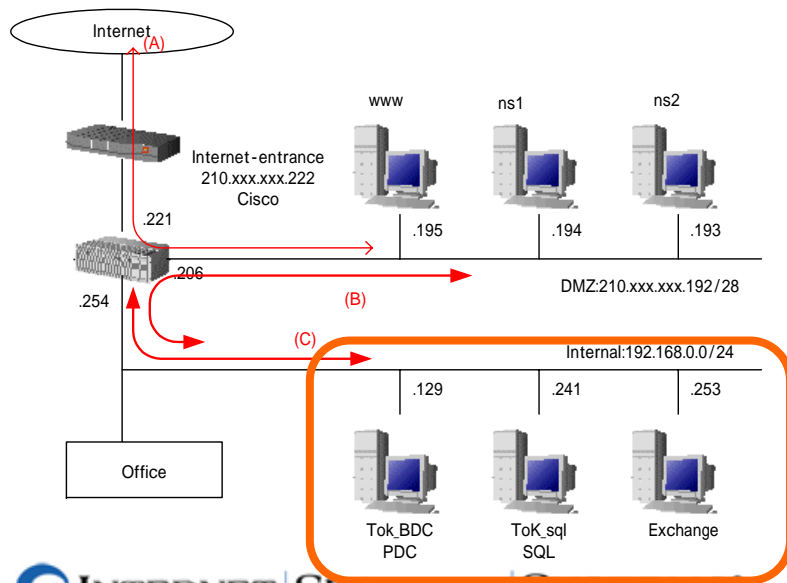 Internet
(A)
www
ns1
ns2
Internet-entrance
210.xxx.xxx.222
Cisco
.221
.195
.194
.193
.206
.254
(B)
DMZ:210.xxx.xxx.192/28
(C)
Internal:192.168.0.0/24
.129
.241
.253
Office
Tok_BDC
PDC
ToK_sql
SQL
Exchange
INTERNET